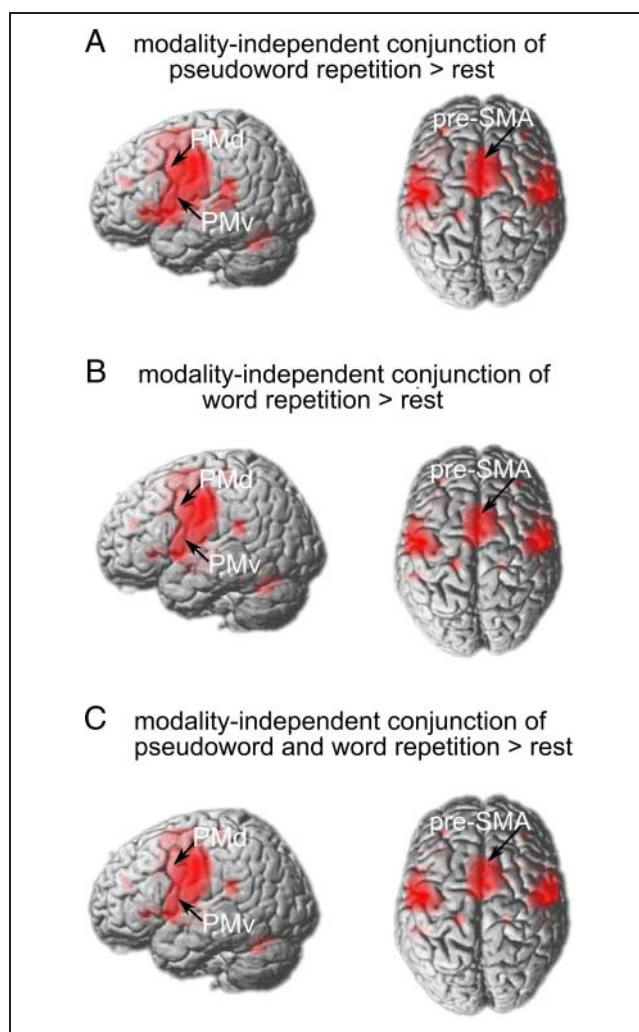 A modality-independent conjunction of
pseudoword repetition > rest
PMd
PMv
pre-SMA
B modality-independent conjunction of
word repetition > rest
PMd
PMv
pre-SMA
C modality-independent conjunction of
pseudoword and word repetition > rest
PMd
PMv
pre-SMA